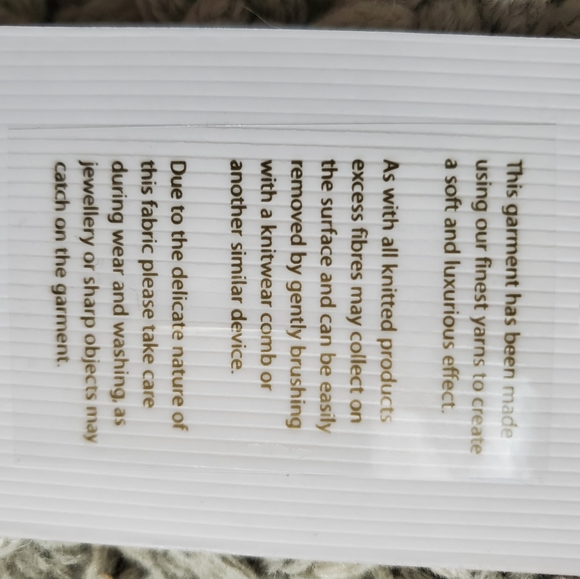 This garment has been made
using our finest yarns to create
a soft and luxurious effect.
As with all knitted products
excess fibres may collect on
the surface and can be easily
removed by gently brushing
with a knitwear comb or
another similar device.
Due to the delicate nature of
this fabric please take care
during wear and washing, as
jewellery or sharp objects may
catch on the garment.